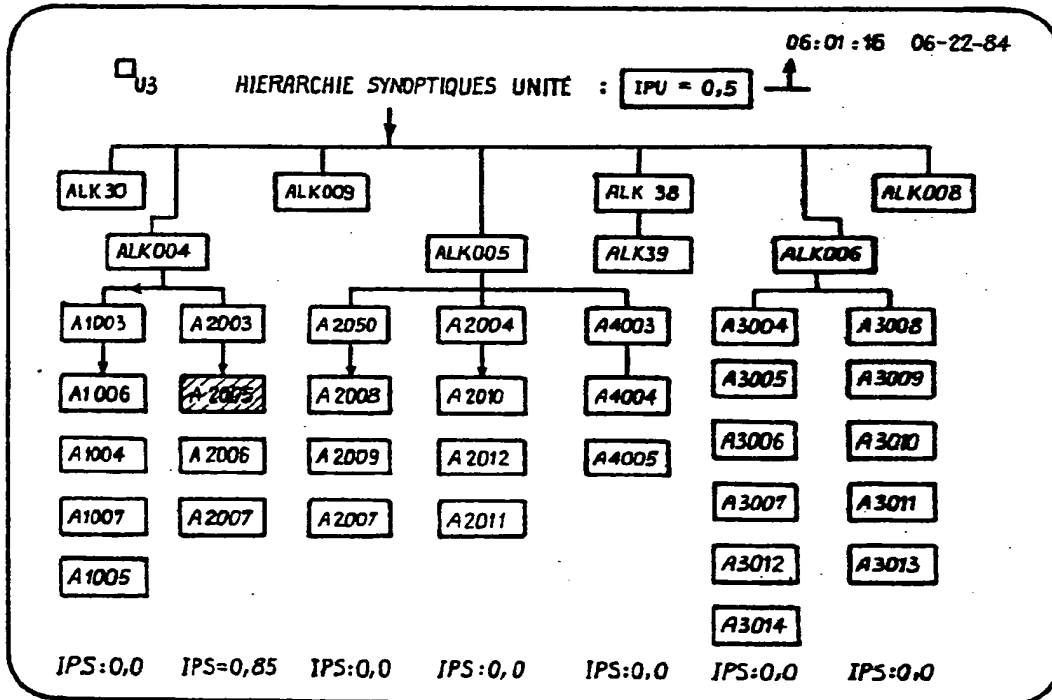 06:01:16 06-22-84
U3 HIERARCHIE SYNOPTIQUES UNITÉ : IPU = 0,5
ALK30 ALK009 ALK 38 ALK008
ALK004 ALK005 ALK39 ALK006
A1003 A2003 A2050 A2004 A4003 A3004 A3008
A1006 A2005 A2008 A2010 A4004 A3005 A3009
A1004 A2006 A2009 A2012 A4005 A3006 A3010
A1007 A2007 A2007 A2011 A3007 A3011
A1005 A3012 A3013
A3014
IPS:0,0 IPS=0,85 IPS:0,0 IPS:0,0 IPS:0,0 IPS:0,0 IPS:0,0